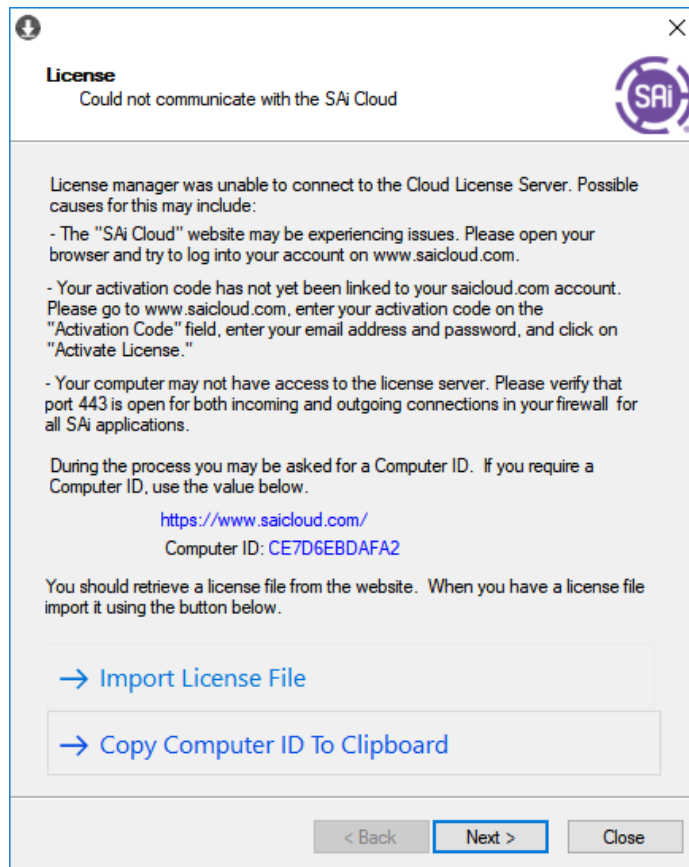 License
Could not communicate with the SAi Cloud
SAi
License manager was unable to connect to the Cloud License Server. Possible
causes for this may include:
- The "SAi Cloud" website may be experiencing issues. Please open your
browser and try to log into your account on www.saicloud.com.
- Your activation code has not yet been linked to your saicloud.com account.
Please go to www.saicloud.com, enter your activation code on the
"Activation Code" field, enter your email address and password, and click on
"Activate License."
- Your computer may not have access to the license server. Please verify that
port 443 is open for both incoming and outgoing connections in your firewall for
all SAi applications.
During the process you may be asked for a Computer ID. If you require a
Computer ID, use the value below.
https://www.saicloud.com/
Computer ID: CE7D6EBDAFA2
You should retrieve a license file from the website. When you have a license file
import it using the button below.
→ Import License File
→ Copy Computer ID To Clipboard
< Back
Next >
Close